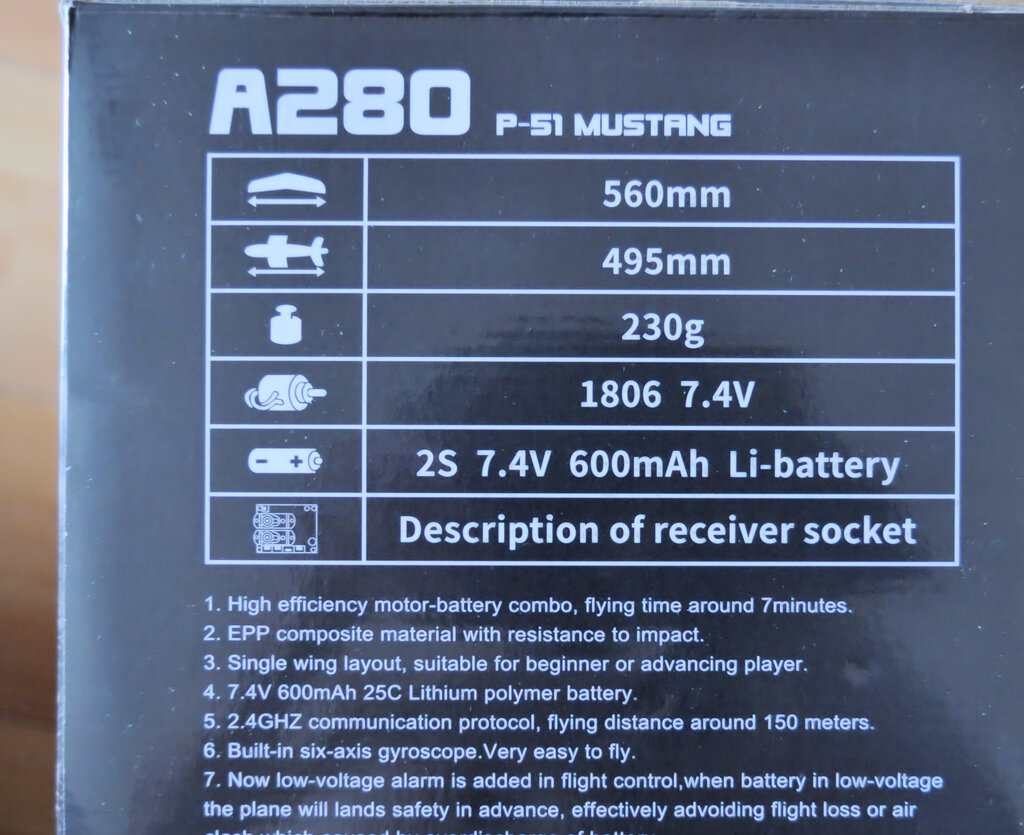 A280 P-51 MUSTANG
560mm
495mm
230g
1806 7.4V
2S 7.4V 600mAh Li-battery
Description of receiver socket
1. High efficiency motor-battery combo, flying time around 7minutes.
2. EPP composite material with resistance to impact.
3. Single wing layout, suitable for beginner or advancing player.
4. 7.4V 600mAh 25C Lithium polymer battery.
5. 2.4GHZ communication protocol, flying distance around 150 meters.
6. Built-in six-axis gyroscope.Very easy to fly.
7. Now low-voltage alarm is added in flight control,when battery in low-voltage
the plane will lands safety in advance, effectively advoiding flight loss or air